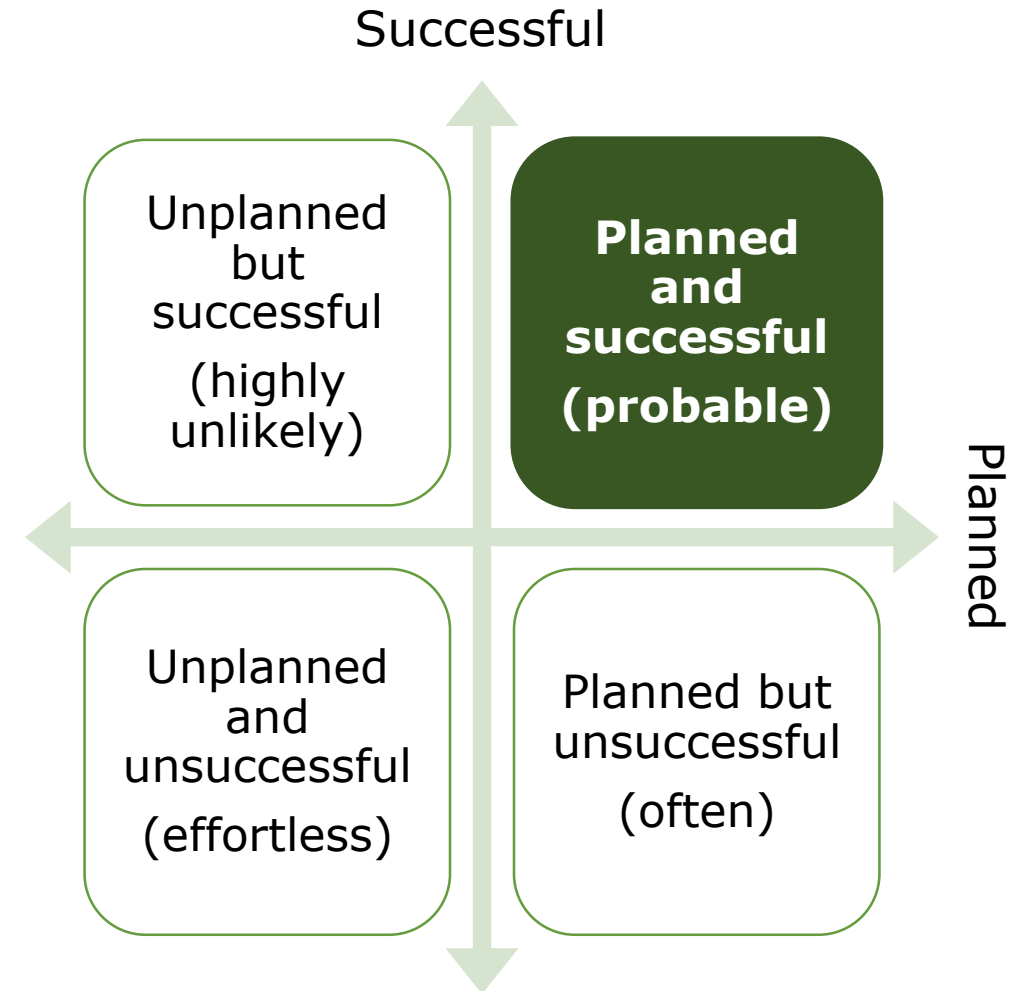 Successful
Unplanned
but
successful
(highly
unlikely)
Planned
and
successful
(probable)
Planned
Unplanned
and
unsuccessful
(effortless)
Planned but
unsuccessful
(often)